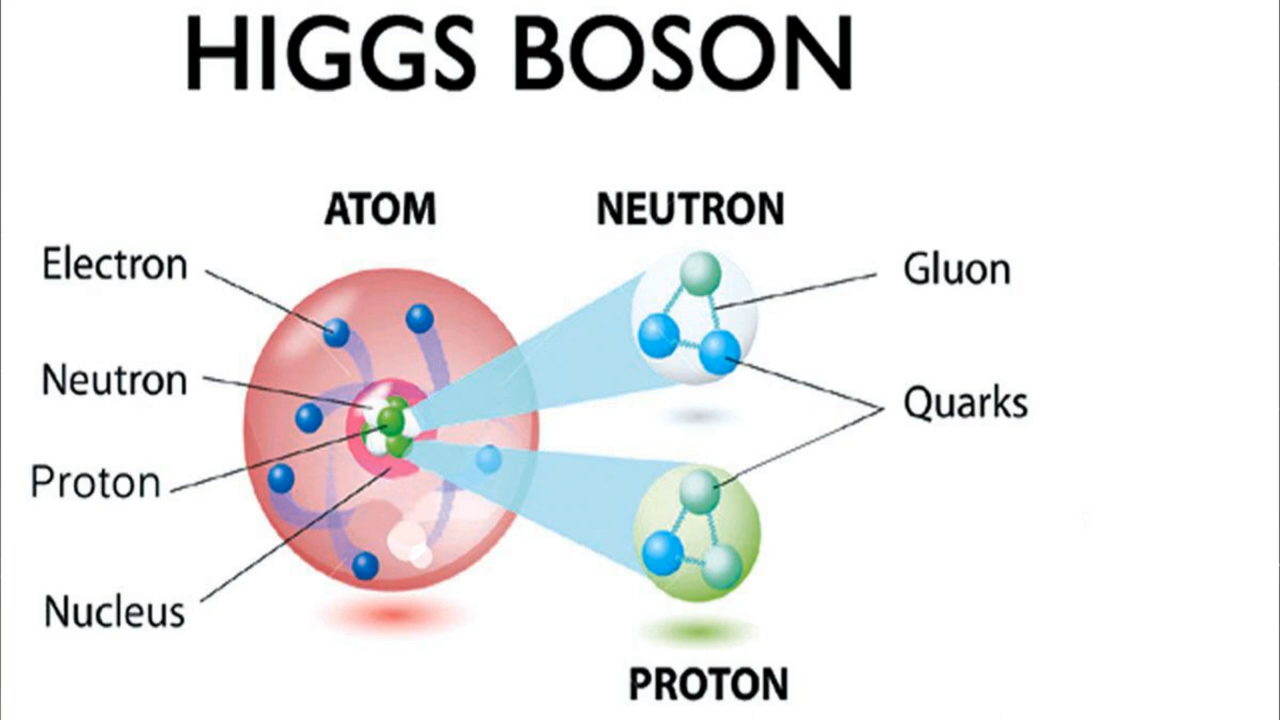 HIGGS BOSON
ATOM
NEUTRON
Electron
Neutron
Proton
Nucleus
Gluon
Quarks
PROTON